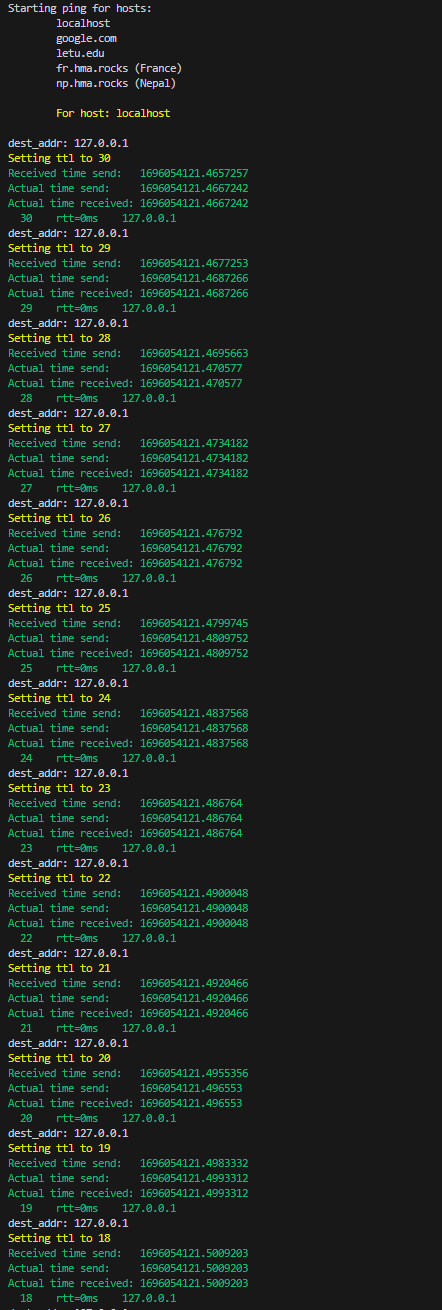 Starting ping for hosts:
localhost
google.com
letu.edu
fr.hma.rocks (France)
np.hma.rocks (Nepal)
For host: localhost
dest_addr: 127.0.0.1
Setting ttl to 30
Received time send: 1696054121.4657257
Actual time send: 1696054121.4667242
Actual time received: 1696054121.4667242
30 rtt=0ms 127.0.0.1
dest_addr: 127.0.0.1
Setting ttl to 29
Received time send: 1696054121.4677253
Actual time send: 1696054121.4687266
Actual time received: 1696054121.4687266
29 rtt=0ms 127.0.0.1
dest_addr: 127.0.0.1
Setting ttl to 28
Received time send: 1696054121.4695663
Actual time send: 1696054121.470577
Actual time received: 1696054121.470577
28 rtt=0ms 127.0.0.1
dest_addr: 127.0.0.1
Setting ttl to 27
Received time send: 1696054121.4734182
Actual time send: 1696054121.4734182
Actual time received: 1696054121.4734182
27 rtt=0ms 127.0.0.1
dest_addr: 127.0.0.1
Setting ttl to 26
Received time send: 1696054121.476792
Actual time send: 1696054121.476792
Actual time received: 1696054121.476792
26 rtt=0ms 127.0.0.1
dest_addr: 127.0.0.1
Setting ttl to 25
Received time send: 1696054121.4799745
Actual time send: 1696054121.4809752
Actual time received: 1696054121.4809752
25 rtt=0ms 127.0.0.1
dest_addr: 127.0.0.1
Setting ttl to 24
Received time send: 1696054121.4837568
Actual time send: 1696054121.4837568
Actual time received: 1696054121.4837568
24 rtt=0ms 127.0.0.1
dest_addr: 127.0.0.1
Setting ttl to 23
Received time send: 1696054121.486764
Actual time send: 1696054121.486764
Actual time received: 1696054121.486764
23 rtt=0ms 127.0.0.1
dest_addr: 127.0.0.1
Setting ttl to 22
Received time send: 1696054121.4900048
Actual time send: 1696054121.4900048
Actual time received: 1696054121.4900048
22 rtt=0ms 127.0.0.1
dest_addr: 127.0.0.1
Setting ttl to 21
Received time send: 1696054121.4920466
Actual time send: 1696054121.4920466
Actual time received: 1696054121.4920466
21 rtt=0ms 127.0.0.1
dest_addr: 127.0.0.1
Setting ttl to 20
Received time send: 1696054121.4955356
Actual time send: 1696054121.496553
Actual time received: 1696054121.496553
20 rtt=0ms 127.0.0.1
dest_addr: 127.0.0.1
Setting ttl to 19
Received time send: 1696054121.4983332
Actual time send: 1696054121.4993312
Actual time received: 1696054121.4993312
19 rtt=0ms 127.0.0.1
dest_addr: 127.0.0.1
Setting ttl to 18
Received time send: 1696054121.5009203
Actual time send: 1696054121.5009203
Actual time received: 1696054121.5009203
18 rtt=0ms 127.0.0.1